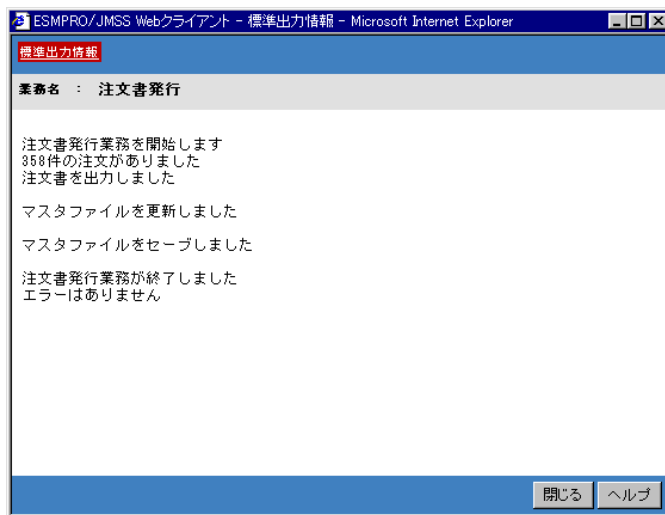 ESMPRO/JMSS Webクライアント - 標準出力情報 - Microsoft Internet Explorer
標準出力情報
業務名 ： 注文書発行
注文書発行業務を開始します
358件の注文がありました
注文書を出力しました
マスタファイルを更新しました
マスタファイルをセーブしました
注文書発行業務が終了しました
エラーはありません
閉じる ヘルプ